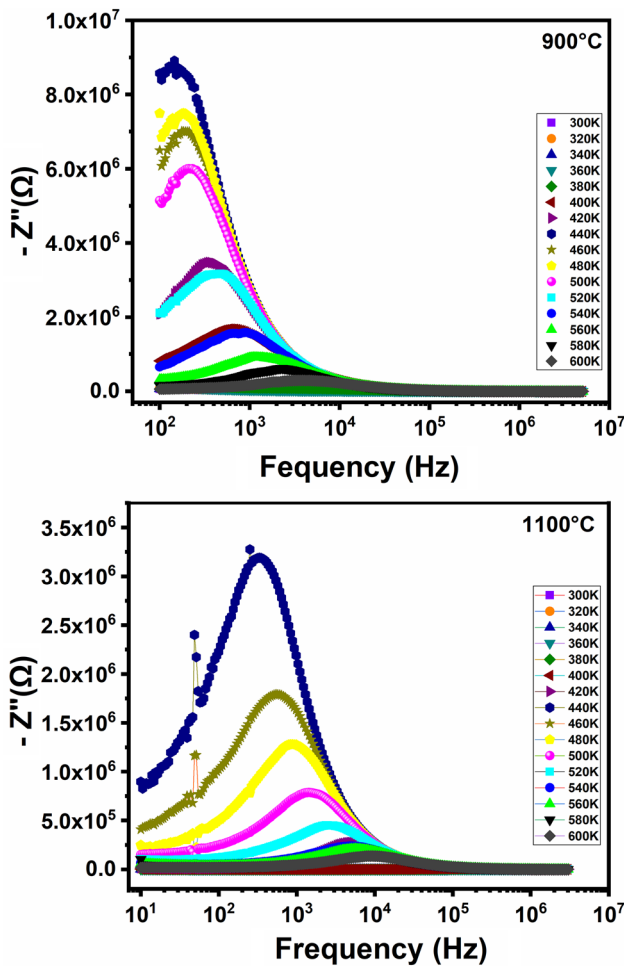 1.0x10⁷
900°C
8.0x10⁶
6.0x10⁶
4.0x10⁶
2.0x10⁶
0.0
- Z"(Ω)
300K
320K
340K
360K
380K
400K
420K
440K
460K
480K
500K
520K
540K
560K
580K
600K
10² 10³ 10⁴ 10⁵ 10⁶ 10⁷
Fequency (Hz)
3.5x10⁶
1100°C
3.0x10⁶
2.5x10⁶
2.0x10⁶
1.5x10⁶
1.0x10⁶
5.0x10⁵
0.0
- Z"(Ω)
300K
320K
340K
360K
380K
400K
420K
440K
460K
480K
500K
520K
540K
560K
580K
600K
10¹ 10² 10³ 10⁴ 10⁵ 10⁶ 10⁷
Frequency (Hz)